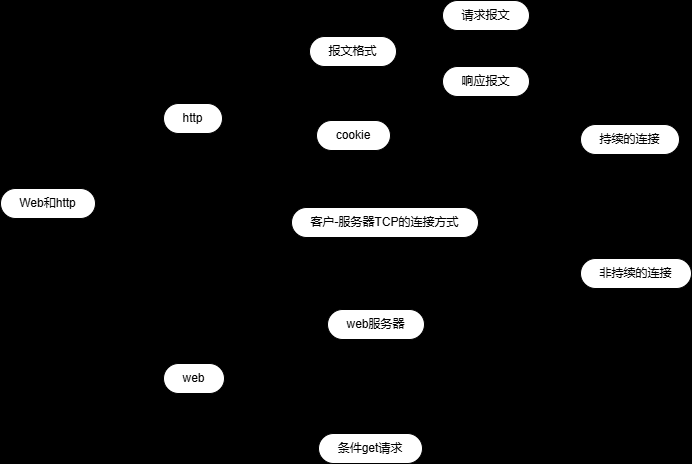 请求报文
报文格式
响应报文
http
cookie
持续的连接
Web和http
客户-服务器TCP的连接方式
非持续的连接
web服务器
web
条件get请求